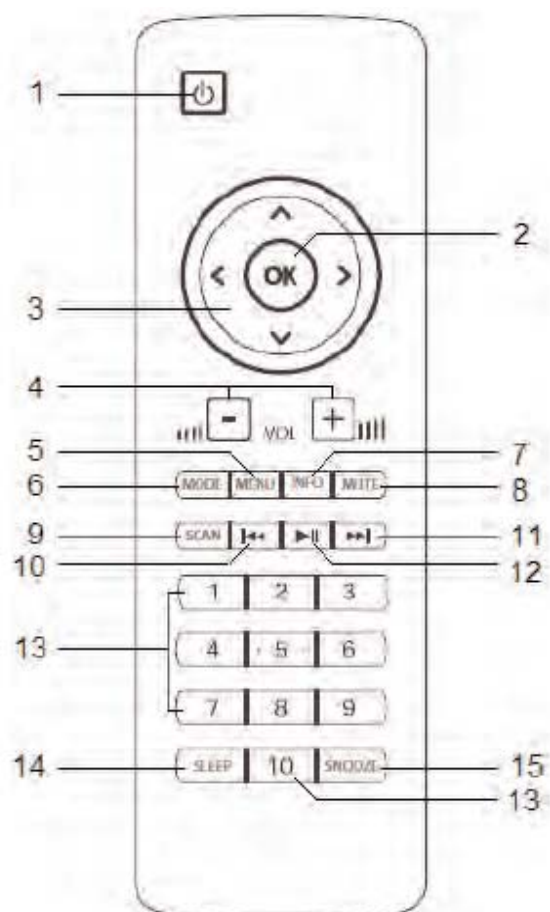 1
2
OK
3
4
- VOL +
5
7
6 MODE MENU INFO MUTE 8
9 SCAN 11
10 12
1 2 3
13 4 5 6
7 8 9
14 SLEEP 10 SNOOZE 15
13